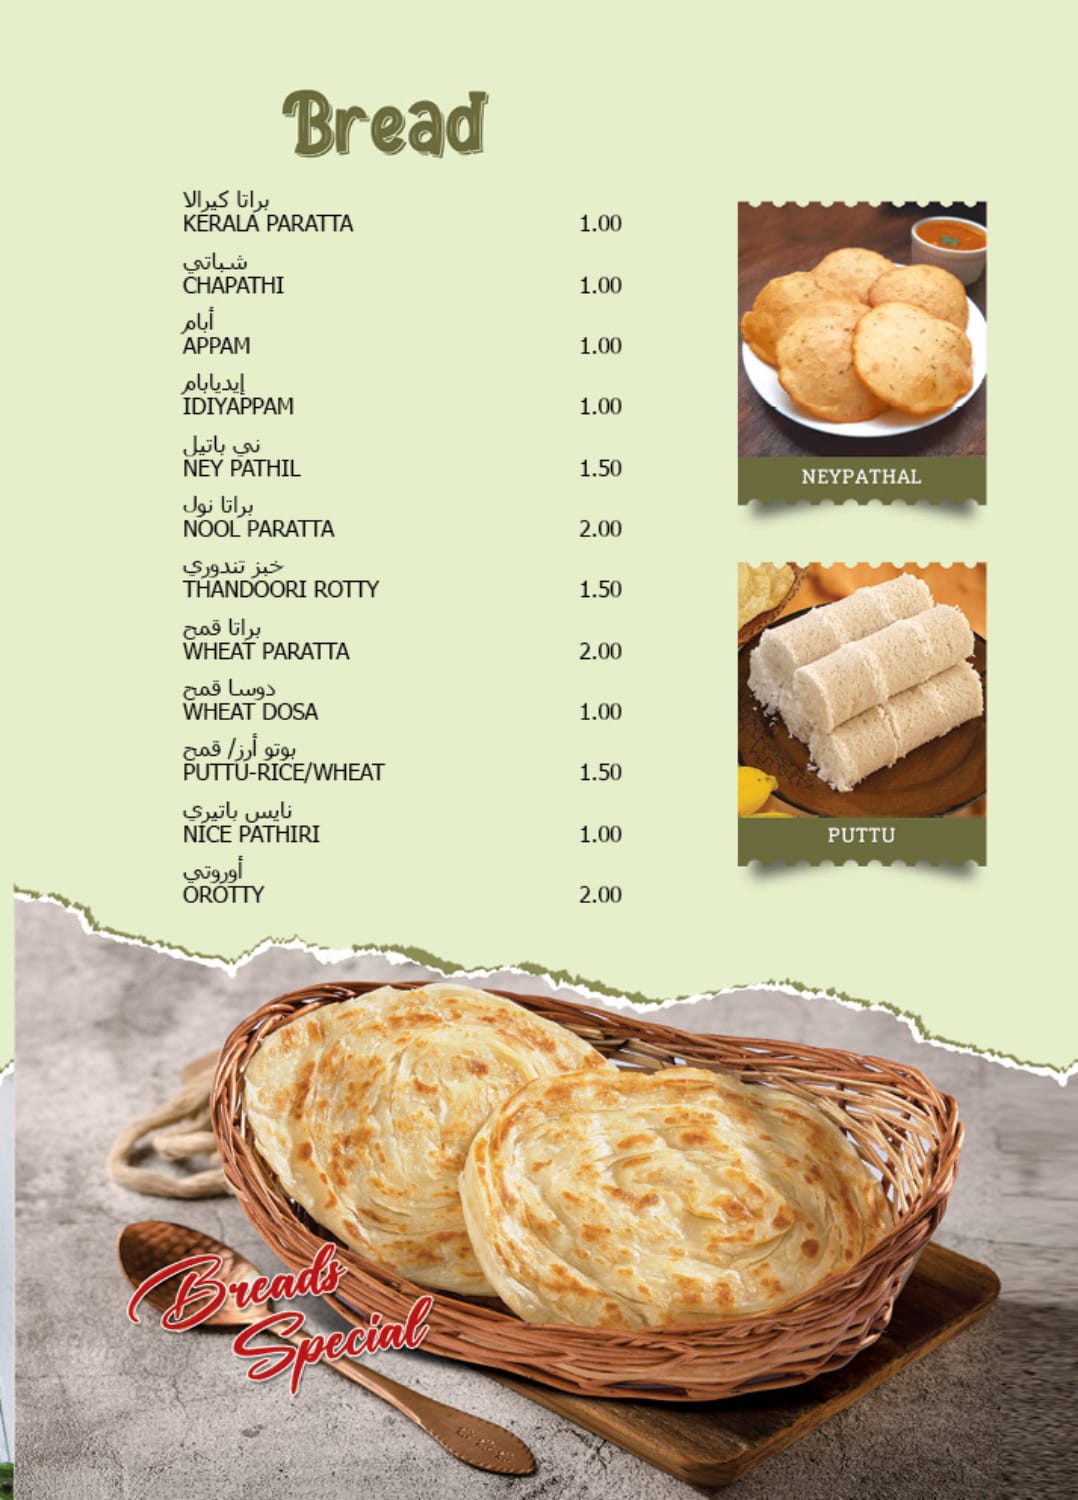 Bread
براتا كيرالا
KERALA PARATTA 1.00
شباتي
CHAPATHI 1.00
أبام
APPAM 1.00
إيديابام
IDIYAPPAM 1.00
ني باتيل
NEY PATHIL 1.50
براتا نول
NOOL PARATTA 2.00
خبز تندوري
THANDOORI ROTTY 1.50
براتا قمح
WHEAT PARATTA 2.00
دوسا قمح
WHEAT DOSA 1.00
بوتو أرز/ قمح
PUTTU-RICE/WHEAT 1.50
نايس باتيري
NICE PATHIRI 1.00
أوروتي
OROTTY 2.00
NEYPATHAL
PUTTU
Breads
Special